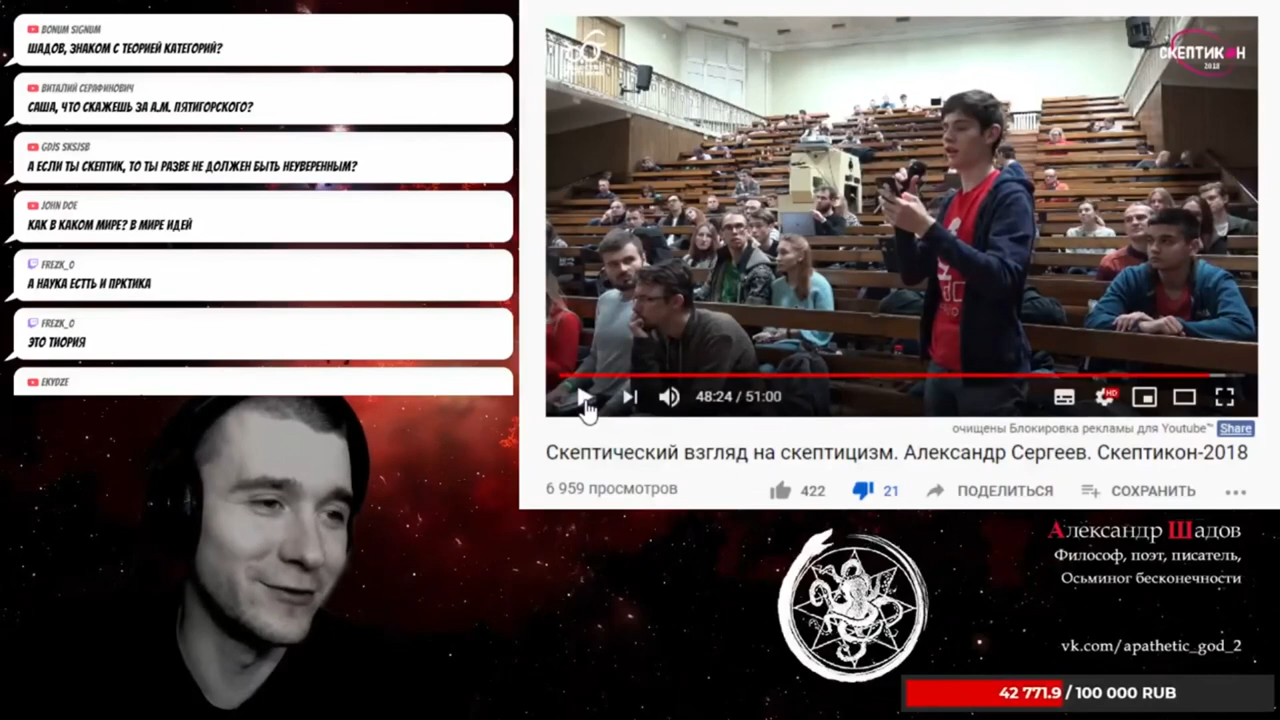 BONUM SIGNUM
ШАДОВ, ЗНАКОМ С ТЕОРИЕЙ КАТЕГОРИЙ?
ВИТАЛИЙ СЕРАФИНОВИЧ
САША, ЧТО СКАЖЕШЬ ЗА А.М. ПЯТИГОРСКОГО?
GDJS SKSJSB
А ЕСЛИ ТЫ СКЕПТИК, ТО ТЫ РАЗВЕ НЕ ДОЛЖЕН БЫТЬ НЕУВЕРЕННЫМ?
JOHN DOE
КАК В КАКОМ МИРЕ? В МИРЕ ИДЕЙ
FREZK_O
А НАУКА ЕСТТЬ И ПРКТИКА
FREZK_O
ЭТО ТИОРИЯ
EKYDZE
СКЕПТИКОН
2018
48:24 / 51:00
HD
очищены Блокировка рекламы для Youtube™ Share
Скептический взгляд на скептицизм. Александр Сергеев. Скептикон-2018
6 959 просмотров
422
21
ПОДЕЛИТЬСЯ
СОХРАНИТЬ
Александр Шадов
Философ, поэт, писатель,
Осьминог бесконечности
vk.com/apathetic_god_2
42 771.9 / 100 000 RUB